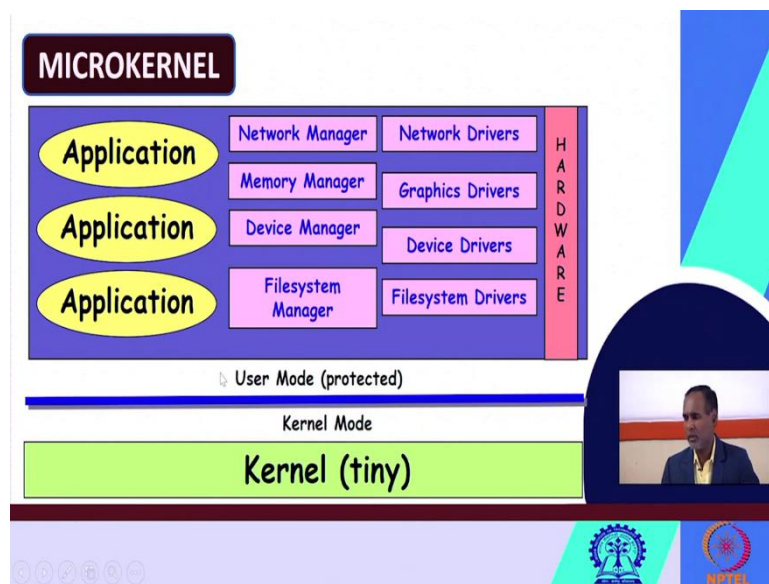 MICROKERNEL
Application
Application
Application
Network Manager
Memory Manager
Device Manager
Filesystem
Manager
Network Drivers
Graphics Drivers
Device Drivers
Filesystem Drivers
HARDWARE
User Mode (protected)
Kernel Mode
Kernel (tiny)
NPTEL